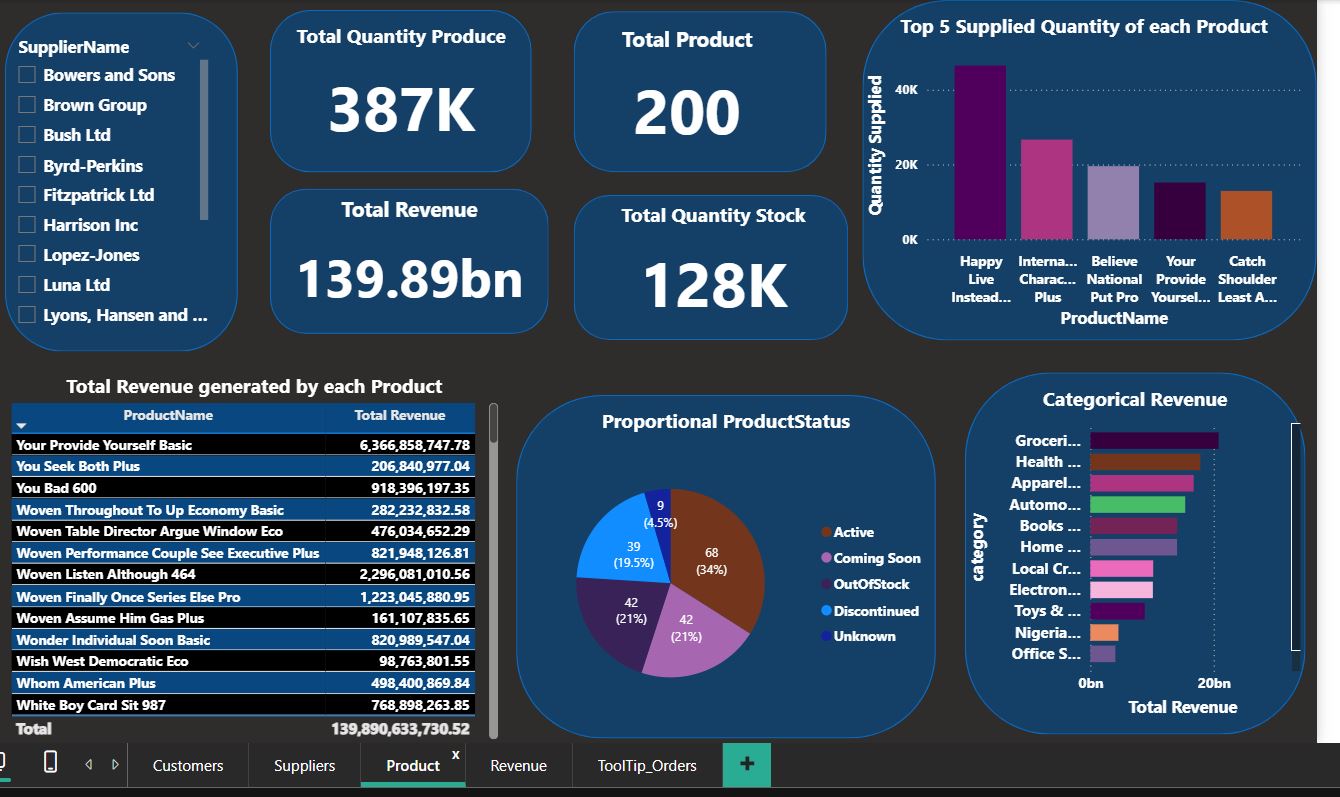 SupplierName
Bowers and Sons
Brown Group
Bush Ltd
Byrd-Perkins
Fitzpatrick Ltd
Harrison Inc
Lopez-Jones
Luna Ltd
Lyons, Hansen and ...
Total Quantity Produce
387K
Total Product
200
Total Revenue
139.89bn
Total Quantity Stock
128K
Top 5 Supplied Quantity of each Product
Quantity Supplied
40K
20K
0K
Happy Live Instead...
Interna... Charac... Plus
Believe National Put Pro
Your Provide Yoursel...
Catch Shoulder Least A...
ProductName
Total Revenue generated by each Product
ProductName Total Revenue
Your Provide Yourself Basic 6,366,858,747.78
You Seek Both Plus 206,840,977.04
You Bad 600 918,396,197.35
Woven Throughout To Up Economy Basic 282,232,832.58
Woven Table Director Argue Window Eco 476,034,652.29
Woven Performance Couple See Executive Plus 821,948,126.81
Woven Listen Although 464 2,296,081,010.56
Woven Finally Once Series Else Pro 1,223,045,880.95
Woven Assume Him Gas Plus 161,107,835.65
Wonder Individual Soon Basic 820,989,547.04
Wish West Democratic Eco 98,763,801.55
Whom American Plus 498,400,869.84
White Boy Card Sit 987 768,898,263.85
Total 139,890,633,730.52
Proportional ProductStatus
9
(4.5%)
39
(19.5%)
68
(34%)
42
(21%)
42
(21%)
Active
Coming Soon
OutOfStock
Discontinued
Unknown
Categorical Revenue
category
Groceri...
Health ...
Apparel...
Automo...
Books ...
Home ...
Local Cr...
Electron...
Toys & ...
Nigeria...
Office S...
0bn 20bn
Total Revenue
Customers
Suppliers
Product
x
Revenue
ToolTip_Orders
+